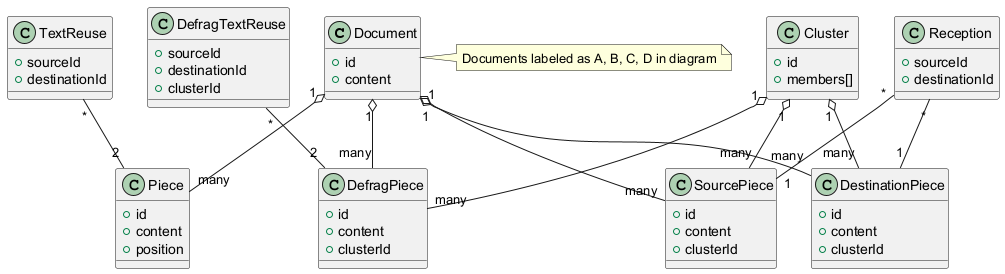 C TextReuse
sourceId
destinationId
C DefragTextReuse
sourceId
destinationId
clusterId
C Document
id
content
Documents labeled as A, B, C, D in diagram
C Cluster
id
members[]
C Reception
sourceId
destinationId
*
2
*
2
1
many
1
many
1
many
1
many
1
many
1
many
1
many
*
1
*
1
C Piece
id
content
position
C DefragPiece
id
content
clusterId
C SourcePiece
id
content
clusterId
C DestinationPiece
id
content
clusterId